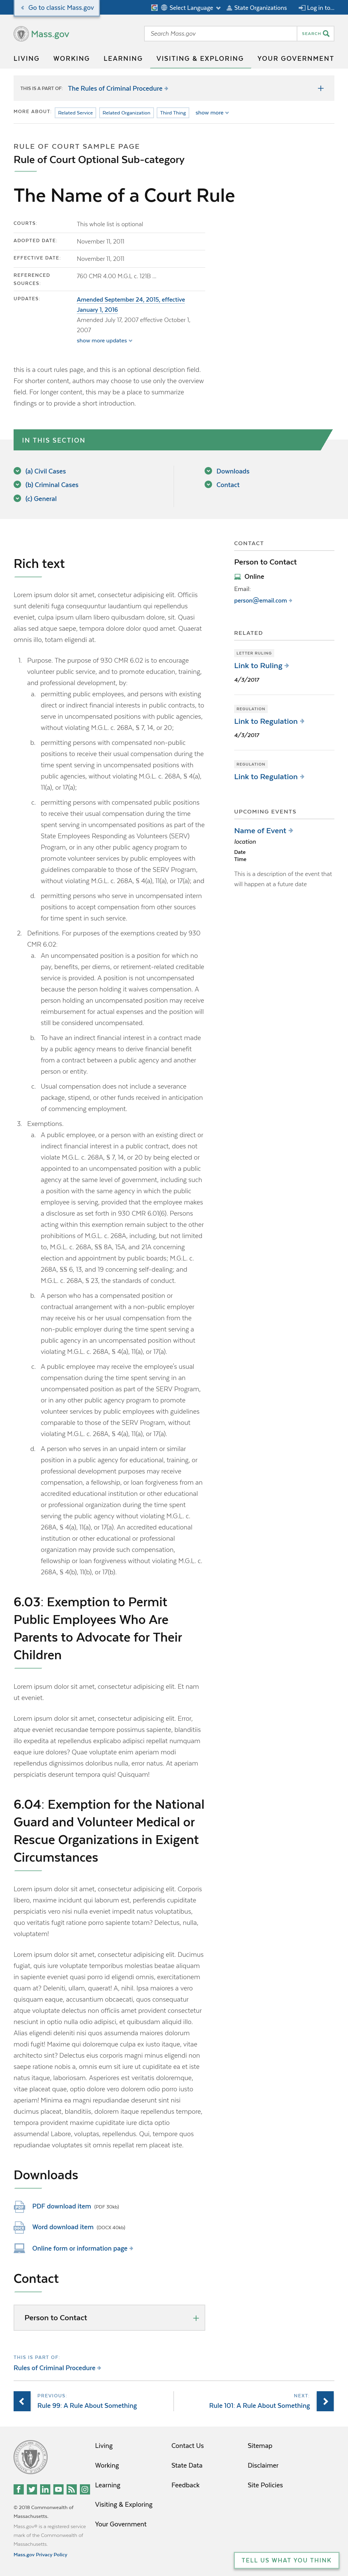 Go to classic Mass.gov
Select Language
State Organizations
Log in to...
Mass.gov
Search Mass.gov
SEARCH
LIVING
WORKING
LEARNING
VISITING & EXPLORING
YOUR GOVERNMENT
THIS IS A PART OF: The Rules of Criminal Procedure
MORE ABOUT: Related Service Related Organization Third Thing show more
RULE OF COURT SAMPLE PAGE
Rule of Court Optional Sub-category
The Name of a Court Rule
COURTS This whole list is optional
ADOPTED DATE: November 11, 2011
EFFECTIVE DATE: November 11, 2011
REFERENCED SOURCES 760 CMR 4.00 M.G.L c. 121B ...
UPDATES: Amended September 24, 2015, effective
January 1, 2016
Amended July 17, 2007 effective October 1,
2007
show more updates
this is a court rules page, and this is an optional description field.
For shorter content, authors may choose to use only the overview
field. For longer content, this may be a place to summarize
findings or to provide a short introduction.
IN THIS SECTION
(a) Civil Cases
(b) Criminal Cases
(c) General
Downloads
Contact
Rich text
Lorem ipsum dolor sit amet, consectetur adipisicing elit. Officiis
sunt deleniti fuga consequuntur laudantium qui repellendus
eveniet, culpa ipsum ullam libero quibusdam, dolore sit. Quasi
alias sed atque saepe, tempora dolore dolor quod amet. Quaerat
omnis illo, totam eligendi at.
1. Purpose. The purpose of 930 CMR 6.02 is to encourage
volunteer public service, and to promote education, training,
and professional development, by:
a. permitting public employees, and persons with existing
direct or indirect financial interests in public contracts, to
serve in uncompensated positions with public agencies,
without violating M.G.L. c. 268A, § 7, 14, or 20;
b. permitting persons with compensated non-public
positions to receive their usual compensation during the
time spent serving in uncompensated positions with
public agencies, without violating M.G.L. c. 268A, § 4(a),
11(a), or 17(a);
c. permitting persons with compensated public positions
to receive their usual compensation during the time
spent serving in uncompensated positions as part of the
State Employees Responding as Volunteers (SERV)
Program, or in any other public agency program to
promote volunteer services by public employees with
guidelines comparable to those of the SERV Program,
without violating M.G.L. c. 268A, § 4(a), 11(a), or 17(a); and
d. permitting persons who serve in uncompensated
positions to accept compensation from other sources
for time spent in such service.
2. Definitions. For purposes of the exemptions created by 930
CMR 6.02:
a. An uncompensated position is a position for which no
pay, benefits, per diems, or retirement-related creditable
service is provided. A position is not uncompensated
because the person holding it waives compensation. A
person holding an uncompensated position may receive
reimbursement for actual out-of-pocket expenses and
still be considered uncompensated.
b. To have an indirect financial interest in a contract made
by a public agency means to derive financial benefit
from a contract between a public agency and another
person or entity.
c. Usual compensation does not include a severance
package, stipend, or other funds received in anticipation
of commencing employment.
3. Exemptions.
a. A public employee, or a person with an existing direct or
indirect financial interest in a public contract, does not
violate M.G.L. c. 268A, § 7, 14, or 20 by being elected or
appointed to an uncompensated position with a public
agency at the same level of government, including, but
not limited to, the agency in which the employee is
serving, provided that the employee makes
a disclosure as set forth in 930 CMR 6.01(6). Persons
acting within this exemption remain subject to the other
prohibitions of M.G.L. c. 268A, including, but not limited
to, M.G.L. c. 268A, §§ 8A, 15A, and 21A concerning
election and appointment by public boards; M.G.L. c.
268A, §§ 6, 13, and 19 concerning self-dealing; and
M.G.L. c. 268A, § 23, the standards of conduct.
b. A person who has a compensated position or
contractual arrangement with a non-public employer
may receive his or her usual compensation from the
non-public employer during the time spent serving a
public agency in an uncompensated position without
violating M.G.L. c. 268A, § 4(a), 11(a), or 17(a).
c. A public employee may receive the employee's usual
compensation during the time spent serving in an
uncompensated position as part of the SERV Program,
or in any other public agency program to promote
volunteer services by public employees with guidelines
comparable to those of the SERV Program, without
violating M.G.L. c. 268A, § 4(a), 11(a), or 17(a).
d. A person who serves in an unpaid intern or similar
position in a public agency for training, educational, or
professional development purposes may receive
compensation, a fellowship, or loan forgiveness from an
accredited educational institution or other educational
or professional organization during the time spent
serving the public agency without violating M.G.L. c.
268A, § 4(a), 11(a), or 17(a). An accredited educational
institution or other educational or professional
organization may provide such compensation,
fellowship or loan forgiveness without violating M.G.L. c.
268A, § 4(b), 11(b), or 17(b).
6.03: Exemption to Permit
Public Employees Who Are
Parents to Advocate for Their
Children
Lorem ipsum dolor sit amet, consectetur adipisicing elit. Et nam
ut eveniet.
Lorem ipsum dolor sit amet, consectetur adipisicing elit. Error,
atque eveniet recusandae tempore possimus sapiente, blanditiis
illo expedita at repellendus explicabo adipisci repellat numquam
eaque dolores? Quae voluptate enim aperiam modi
repellendus dignissimos doloribus nulla, error natus. At aperiam
perspiciatis deserunt tempora quis! Quisquam!
6.04: Exemption for the National
Guard and Volunteer Medical or
Rescue Organizations in Exigent
Circumstances
Lorem ipsum dolor sit amet, consectetur adipisicing elit. Corporis
libero, maxime incidunt qui laborum est, perferendis cupiditate
perspiciatis vero nisi nulla eveniet impedit natus voluptatibus,
quo veritatis fugit ratione porro sapiente totam? Delectus, nulla,
voluptatem!
Lorem ipsum dolor sit amet, consectetur adipisicing elit. Ducimus
fugiat, quis iure voluptate temporibus molestias beatae aliquam
in sapiente eveniet quasi porro id eligendi omnis, exercitationem
quam at? Deleniti, ullam, quaerat! A, nihil. Ipsa maiores a vero
quisquam eaque, accusantium obcaecati, quos consequatur
atque voluptate delectus non officiis amet provident consectetur
nesciunt in optio nulla odio adipisci, et quibusdam aliquid odit.
Alias eligendi deleniti nisi quos assumenda rem dolorem
modi fugit! Maxime qui doloremque culpa ex iusto itaque, vitae
architecto sint? Delectus eius corporis magni minus eligendi non
saepe ratione nobis a, omnis eum sit iure ut cupiditate ea et iste
natus itaque, laboriosam. Asperiores deleniti doloremque,
vitae placeat quo, optio enim dolores quas dolores porro
aperiam! Minima ea magni repudiandae deserunt sint nisi
ducimus placeat, blanditiis, dolorem itaque repellendus tempore,
tempora provident maxime cupiditate iure dicta optio
amet. Ullam soluta, voluptas, repellendus. Qui, tempore quos
repudiandae voluptates sit omnis repellat rem placeat iste.
Downloads
PDF download item (PDF 30kb)
Word download item (DOCX 40kb)
Online form or information page
Contact
Person to Contact
THIS IS PART OF
Rules of Criminal Procedure
PREVIOUS:
Rule 99. A Rule About Something
NEXT:
Rule 101. A Rule About Something
CONTACT
Person to Contact
Online
Email:
person@email.com
RELATED
LETTER RULING
Link to Ruling
4/3/2017
REGULATION
Link to Regulation
4/3/2017
REGULATION
Link to Regulation
UPCOMING EVENTS
Name of Event
location
Date
Time
This is a description of the event that
will happen at a future date
Living
Working
Learning
Visiting & Exploring
Your Government
Contact Us
State Data
Feedback
Sitemap
Disclaimer
Site Policies
© 2018 Commonwealth of
Massachusetts.
Mass.gov® is a registered service
mark of the Commonwealth of
Massachusetts.
Mass.gov Privacy Policy
TELL US WHAT YOU THINK